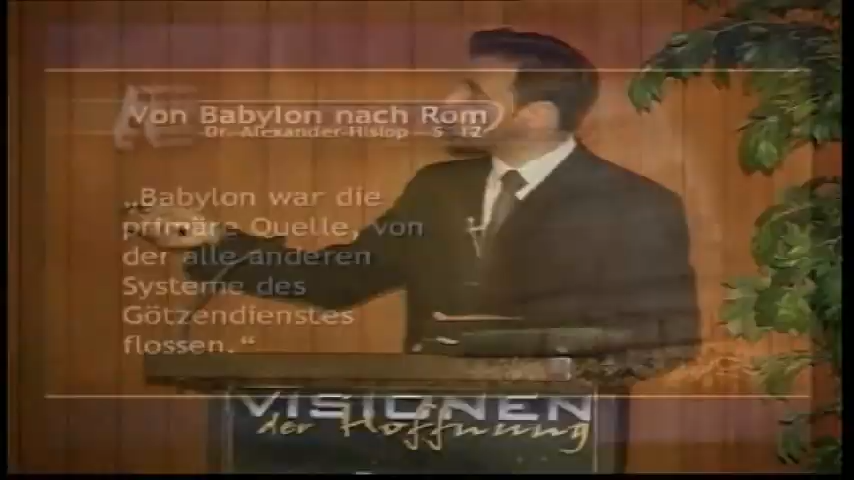 Von Babylon nach Rom
Dr. Alexander Hislop - S. 12
„Babylon war die
primäre Quelle, von
der alle anderen
Systeme des
Götzendienstes
flossen.“
VISIONEN
der Hoffnung